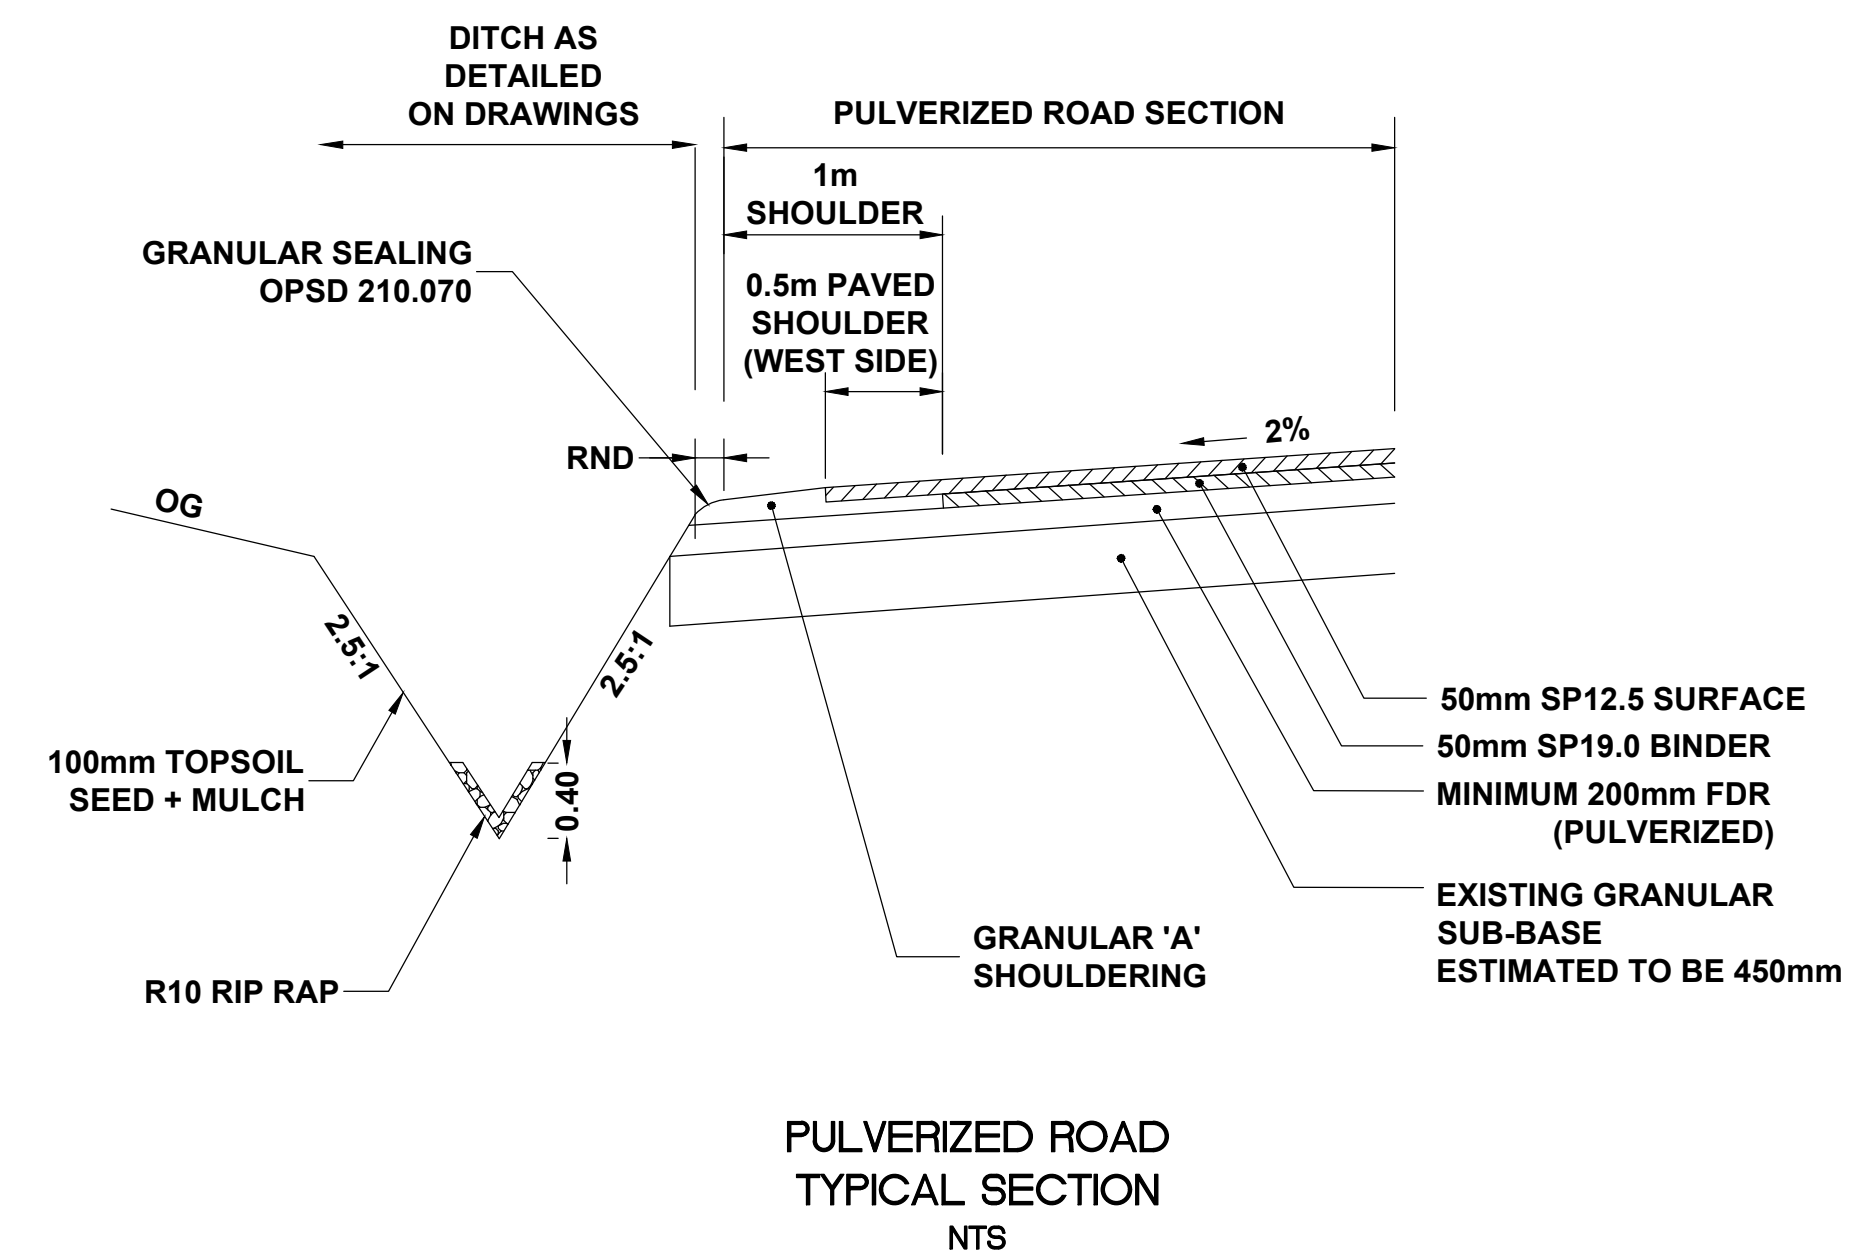 DITCH AS
DETAILED
ON DRAWINGS
PULVERIZED ROAD SECTION
1m
SHOULDER
GRANULAR SEALING
OPSD 210.070
0.5m PAVED
SHOULDER
(WEST SIDE)
RND
2%
OG
2.5:1
2.5:1
100mm TOPSOIL
SEED + MULCH
0.40
R10 RIP RAP
50mm SP12.5 SURFACE
50mm SP19.0 BINDER
MINIMUM 200mm FDR
(PULVERIZED)
EXISTING GRANULAR
SUB-BASE
ESTIMATED TO BE 450mm
GRANULAR 'A'
SHOULDERING
PULVERIZED ROAD
TYPICAL SECTION
NTS